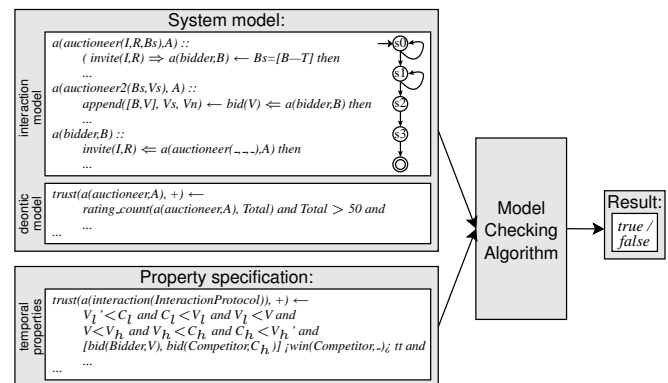 System model:
interaction model
a(auctioneer(I,R,Bs),A) ::
( invite(I,R) ⇒ a(bidder,B) ← Bs=[B—T] then
...
a(auctioneer2(Bs,Vs), A) ::
append([B,V], Vs, Vn) ← bid(V) ⇐ a(bidder,B) then
...
a(bidder,B) ::
invite(I,R) ⇐ a(auctioneer(_,_,_),A) then
...
s0
s1
s2
s3
deontic model
trust(a(auctioneer,A), +) ←
rating_count(a(auctioneer,A), Total) and Total > 50 and
...
...
Property specification:
temporal properties
trust(a(interaction(InteractionProtocol)), +) ←
V_l'<C_l and C_l<V_l and V_l<V and
V<V_h and V_h<C_h and C_h<V_h' and
[bid(Bidder,V), bid(Competitor,C_h)] ¡win(Competitor,_)¿ tt and
...
...
Model
Checking
Algorithm
Result:
true /
false